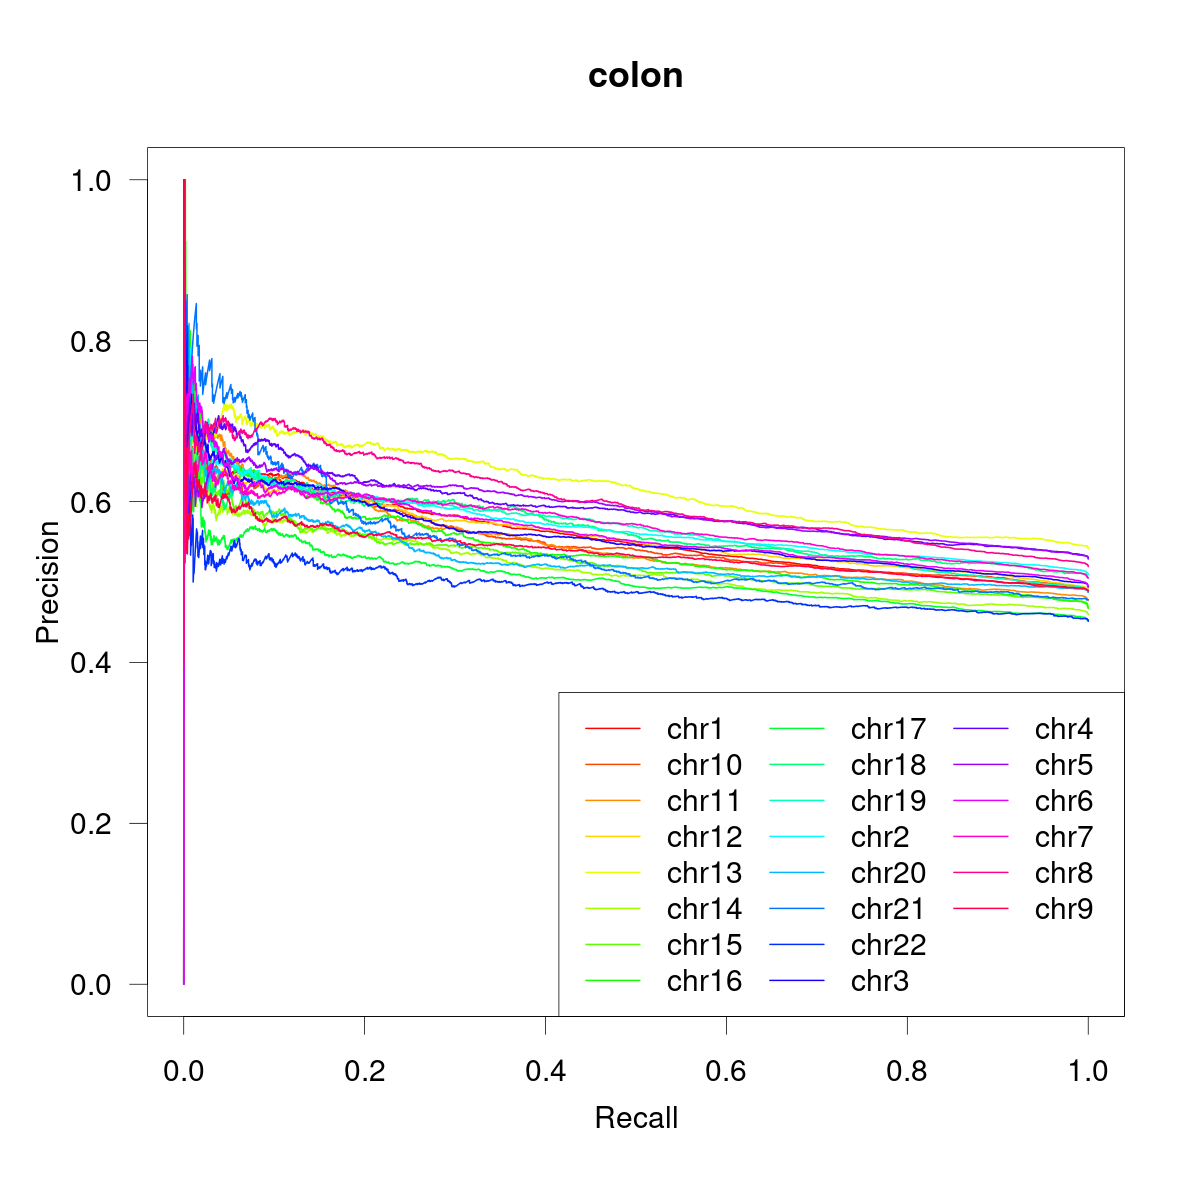 colon
Precision
1.0
0.8
0.6
0.4
0.2
0.0
chr1 chr17 chr4
chr10 chr18 chr5
chr11 chr19 chr6
chr12 chr2 chr7
chr13 chr20 chr8
chr14 chr21 chr9
chr15 chr22
chr16 chr3
0.0 0.2 0.4 0.6 0.8 1.0
Recall